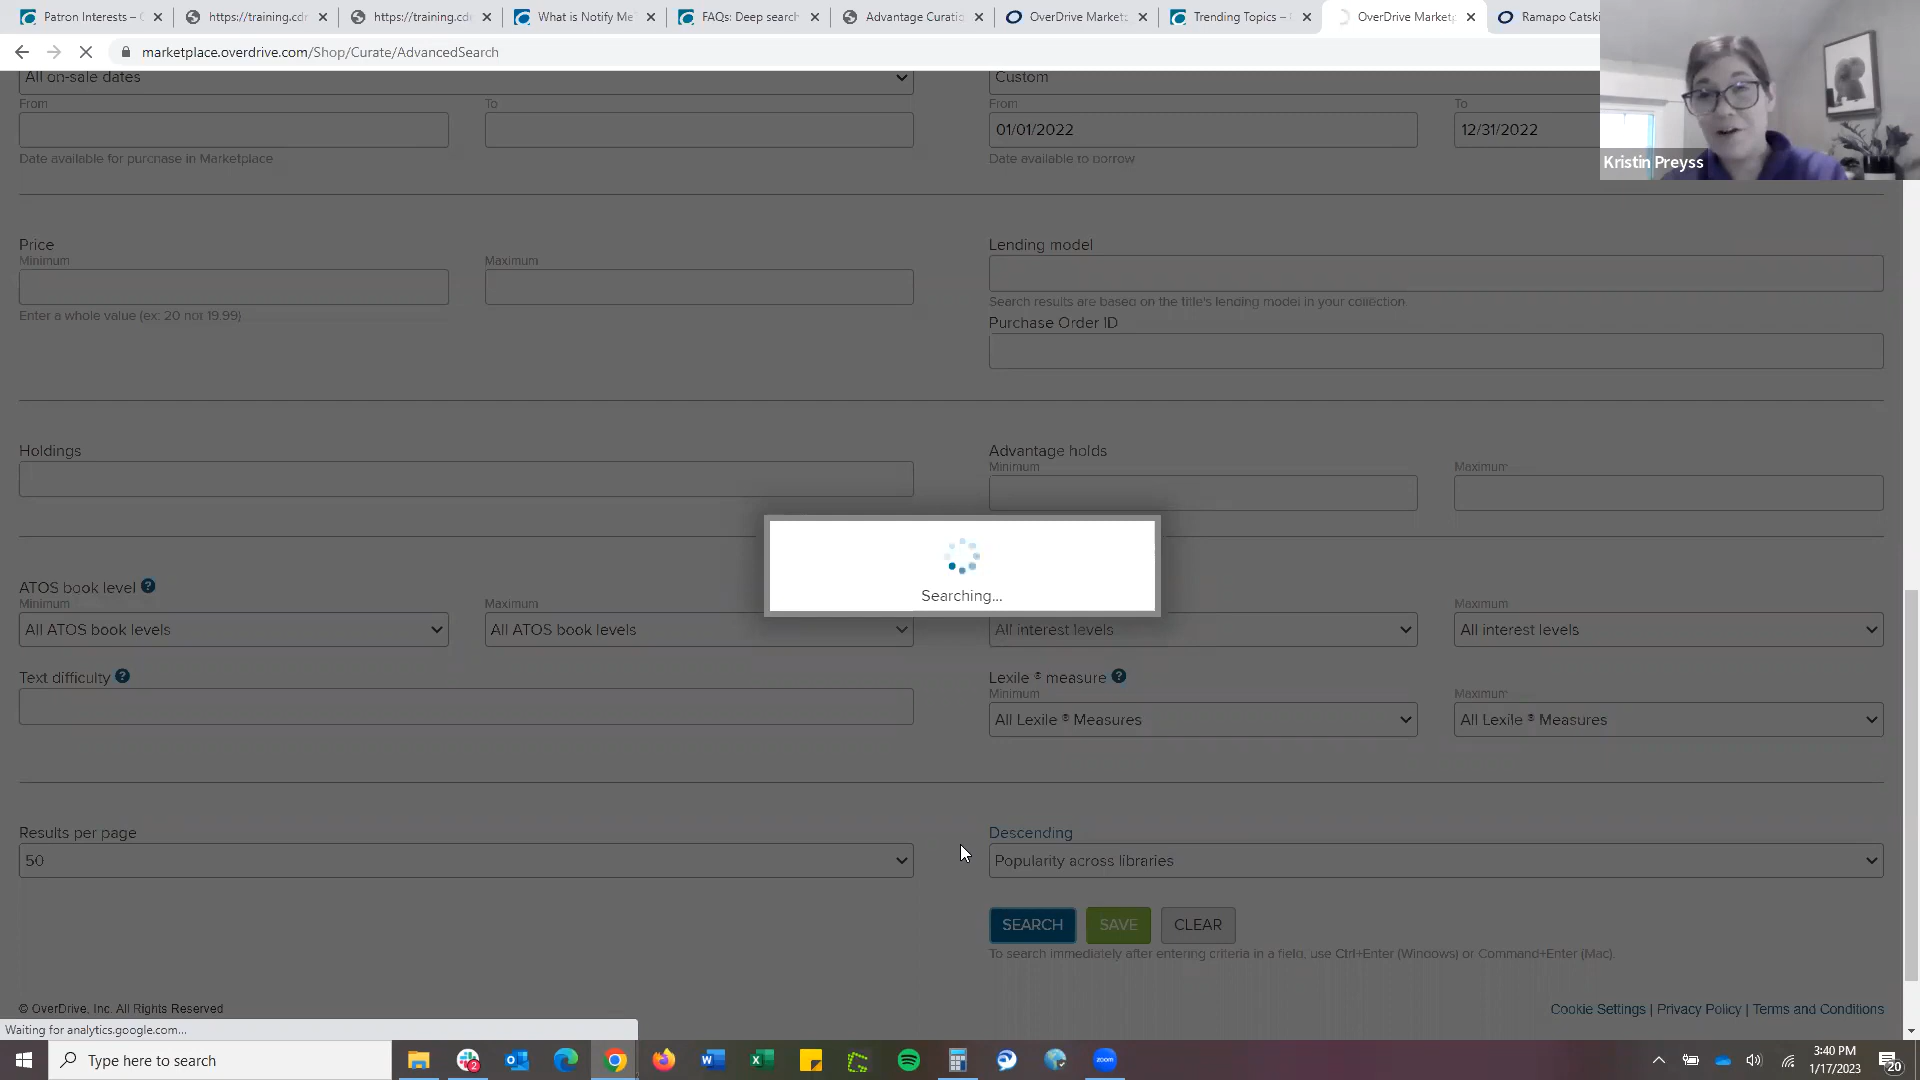 Patron Interests – C
https://training.cdn
https://training.cde
What is Notify Me
FAQs: Deep search
Advantage Curatio
OverDrive Marketp
Trending Topics –
OverDrive Marketp
Ramapo Catski
marketplace.overdrive.com/Shop/Curate/AdvancedSearch
All on-sale dates
Custom
From
To
From
To
01/01/2022
12/31/2022
Date available for purchase in Marketplace
Date available to borrow
Kristin Preyss
Price
Lending model
Minimum
Maximum
Enter a whole value (ex: 20 not 19.99)
Search results are based on the title's lending model in your collection
Purchase Order ID
Holdings
Advantage holds
Minimum
Maximum
Searching...
ATOS book level
Minimum
Maximum
Maximum
All ATOS book levels
All ATOS book levels
All interest levels
All interest levels
Text difficulty
Lexile ® measure
Minimum
Maximum
All Lexile ® Measures
All Lexile ® Measures
Results per page
Descending
50
Popularity across libraries
SEARCH
SAVE
CLEAR
To search immediately after entering criteria in a field, use Ctrl+Enter (Windows) or Command+Enter (Mac).
© OverDrive, Inc. All Rights Reserved
Cookie Settings | Privacy Policy | Terms and Conditions
Waiting for analytics.google.com...
Type here to search
2
zoom
3:40 PM
1/17/2023
20